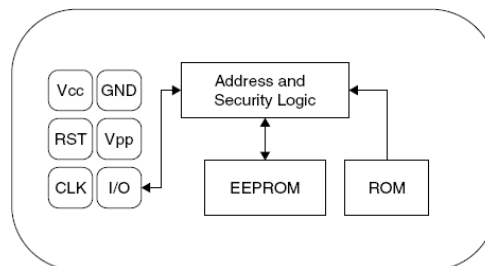 Vcc GND
RST Vpp
CLK I/O
Address and
Security Logic
EEPROM
ROM